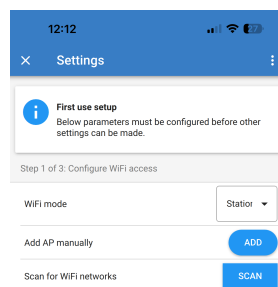 12:12
27
Settings
First use setup
Below parameters must be configured before other
settings can be made.
Step 1 of 3: Configure WiFi access
WiFi mode
Station
Add AP manually
ADD
Scan for WiFi networks
SCAN